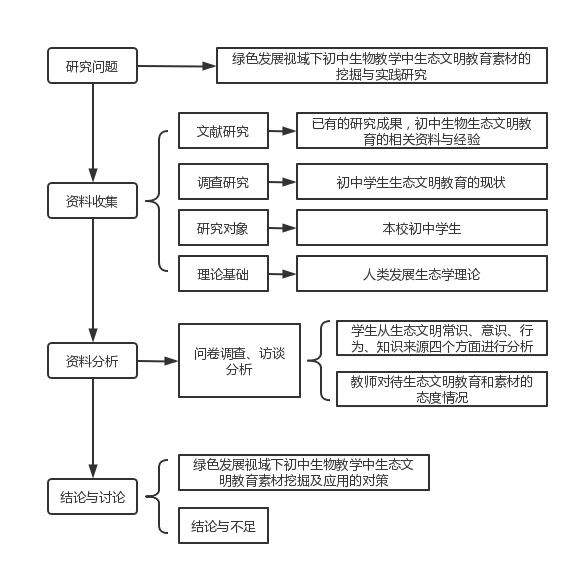 研究问题
绿色发展视域下初中生物教学中生态文明教育素材的
挖掘与实践研究
资料收集
文献研究
已有的研究成果，初中生物生态文明教
育的相关资料与经验
调查研究
初中学生生态文明教育的现状
研究对象
本校初中学生
理论基础
人类发展生态学理论
资料分析
问卷调查、访谈
分析
学生从生态文明常识、意识、行
为、知识来源四个方面进行分析
教师对待生态文明教育和素材的
态度情况
结论与讨论
绿色发展视域下初中生物教学中生态文
明教育素材挖掘及应用的对策
结论与不足